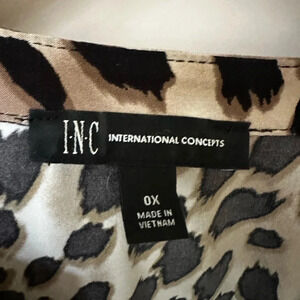 I·N·C INTERNATIONAL CONCEPTS
0X
MADE IN
VIETNAM